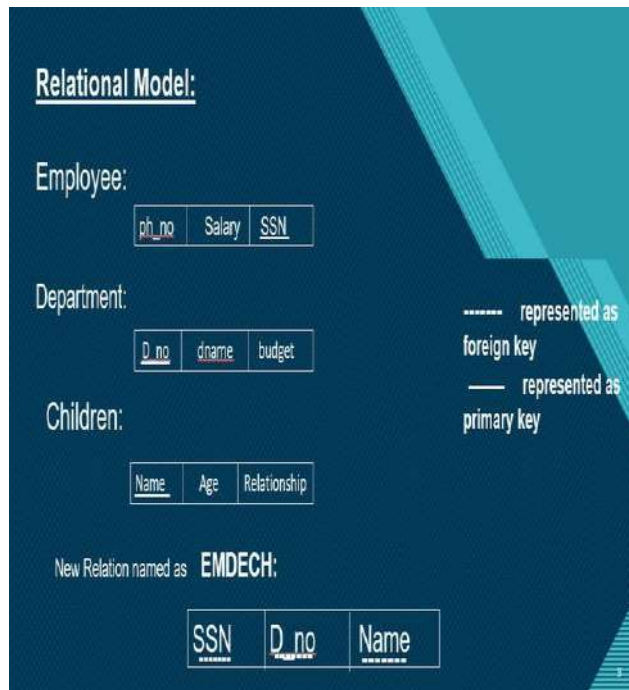 Relational Model:
Employee:
ph_no Salary SSN
Department:
D_no dname budget
------- represented as
foreign key
—— represented as
primary key
Children:
Name Age Relationship
New Relation named as EMDECH:
SSN D_no Name